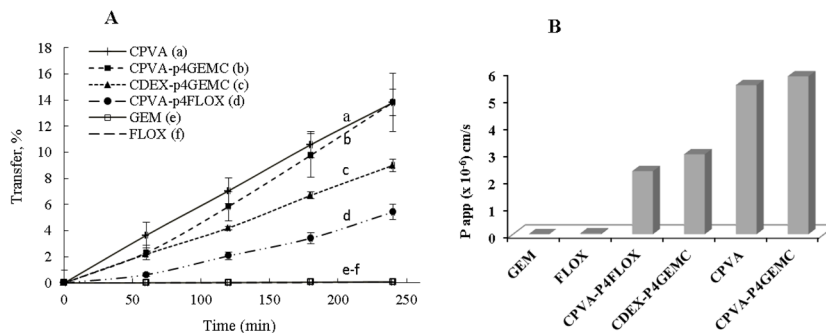 A
CPVA (a)
CPVA-p4GEMC (b)
CDEX-p4GEMC (c)
CPVA-p4FLOX (d)
GEM (e)
FLOX (f)
18
16
14
12
10
8
6
4
2
0
Transfer, %
a
b
c
d
e-f
0 50 100 150 200 250
Time (min)
B
6
5
4
3
2
1
0
P app (x 10-6) cm/s
GEM
FLOX
CPVA-P4FLOX
CDEX-P4GEMC
CPVA
CPVA-P4GEMC